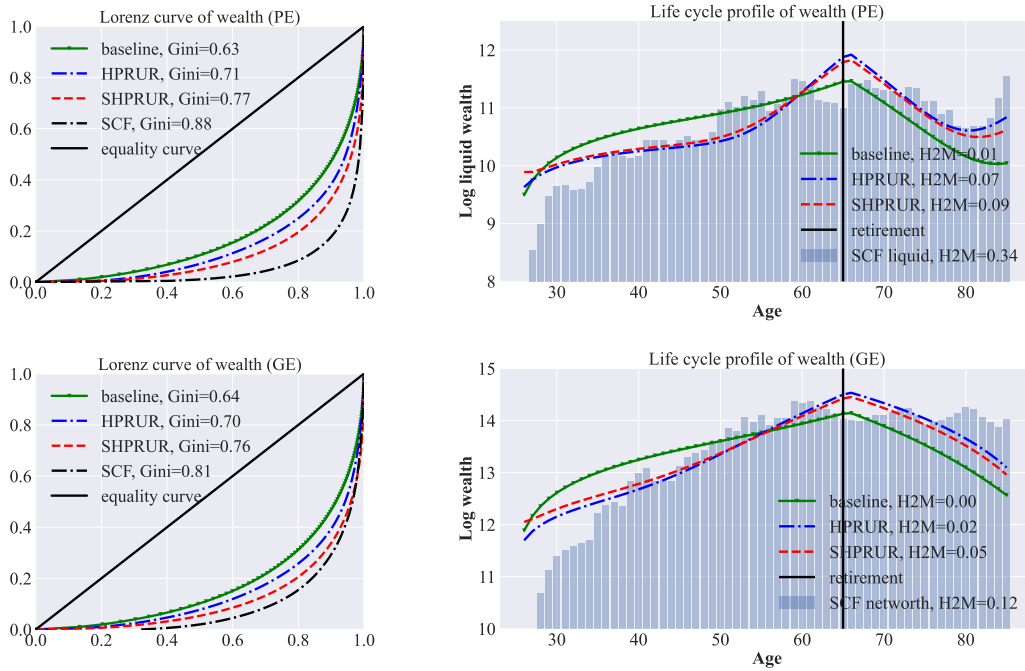 Lorenz curve of wealth (PE)
1.0
0.8
0.6
0.4
0.2
0.0
baseline, Gini=0.63
HPRUR, Gini=0.71
SHPRUR, Gini=0.77
SCF, Gini=0.88
equality curve
0.0 0.2 0.4 0.6 0.8 1.0
Life cycle profile of wealth (PE)
Log liquid wealth
12
11
10
9
8
baseline, H2M=0.01
HPRUR, H2M=0.07
SHPRUR, H2M=0.09
retirement
SCF liquid, H2M=0.34
30 40 50 60 70 80
Age
Lorenz curve of wealth (GE)
1.0
0.8
0.6
0.4
0.2
0.0
baseline, Gini=0.64
HPRUR, Gini=0.70
SHPRUR, Gini=0.76
SCF, Gini=0.81
equality curve
0.0 0.2 0.4 0.6 0.8 1.0
Life cycle profile of wealth (GE)
Log wealth
15
14
13
12
11
10
baseline, H2M=0.00
HPRUR, H2M=0.02
SHPRUR, H2M=0.05
retirement
SCF networth, H2M=0.12
30 40 50 60 70 80
Age